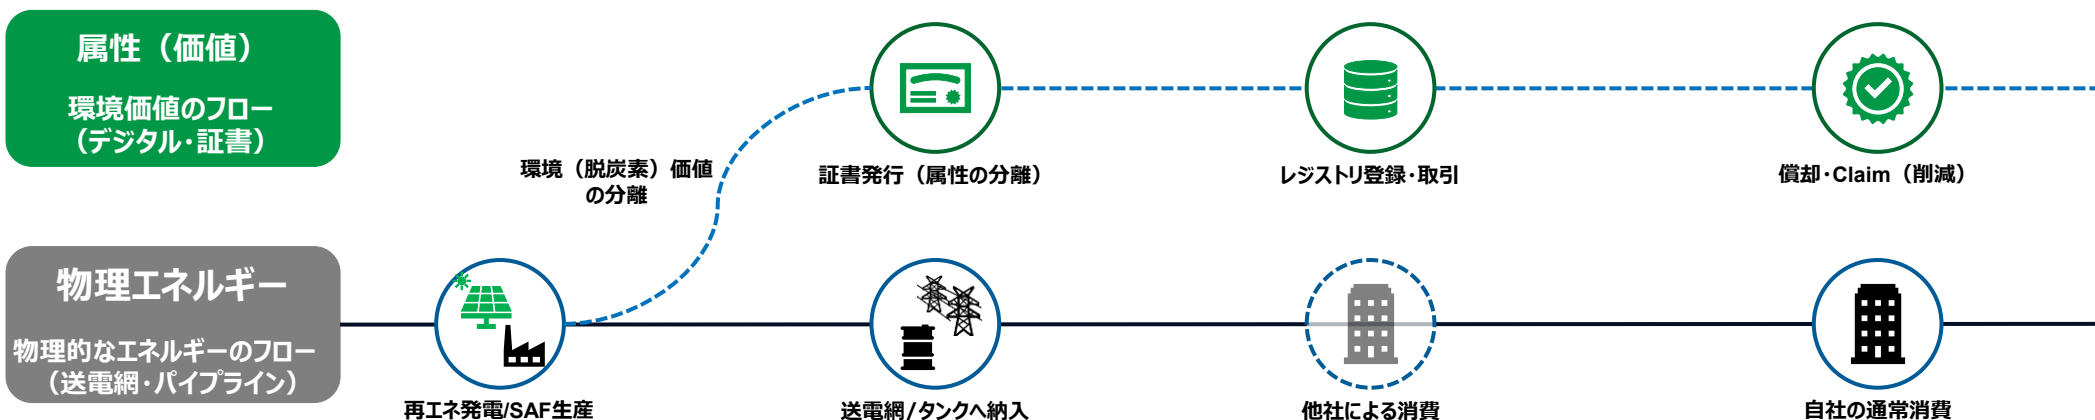 属性（価値）
環境価値のフロー
（デジタル・証書）
環境（脱炭素）価値
の分離
証書発行（属性の分離）
レジストリ登録・取引
償却・Claim（削減）
物理エネルギー
物理的なエネルギーのフロー
（送電網・パイプライン）
再エネ発電/SAF生産
送電網/タンクへ納入
他社による消費
自社の通常消費